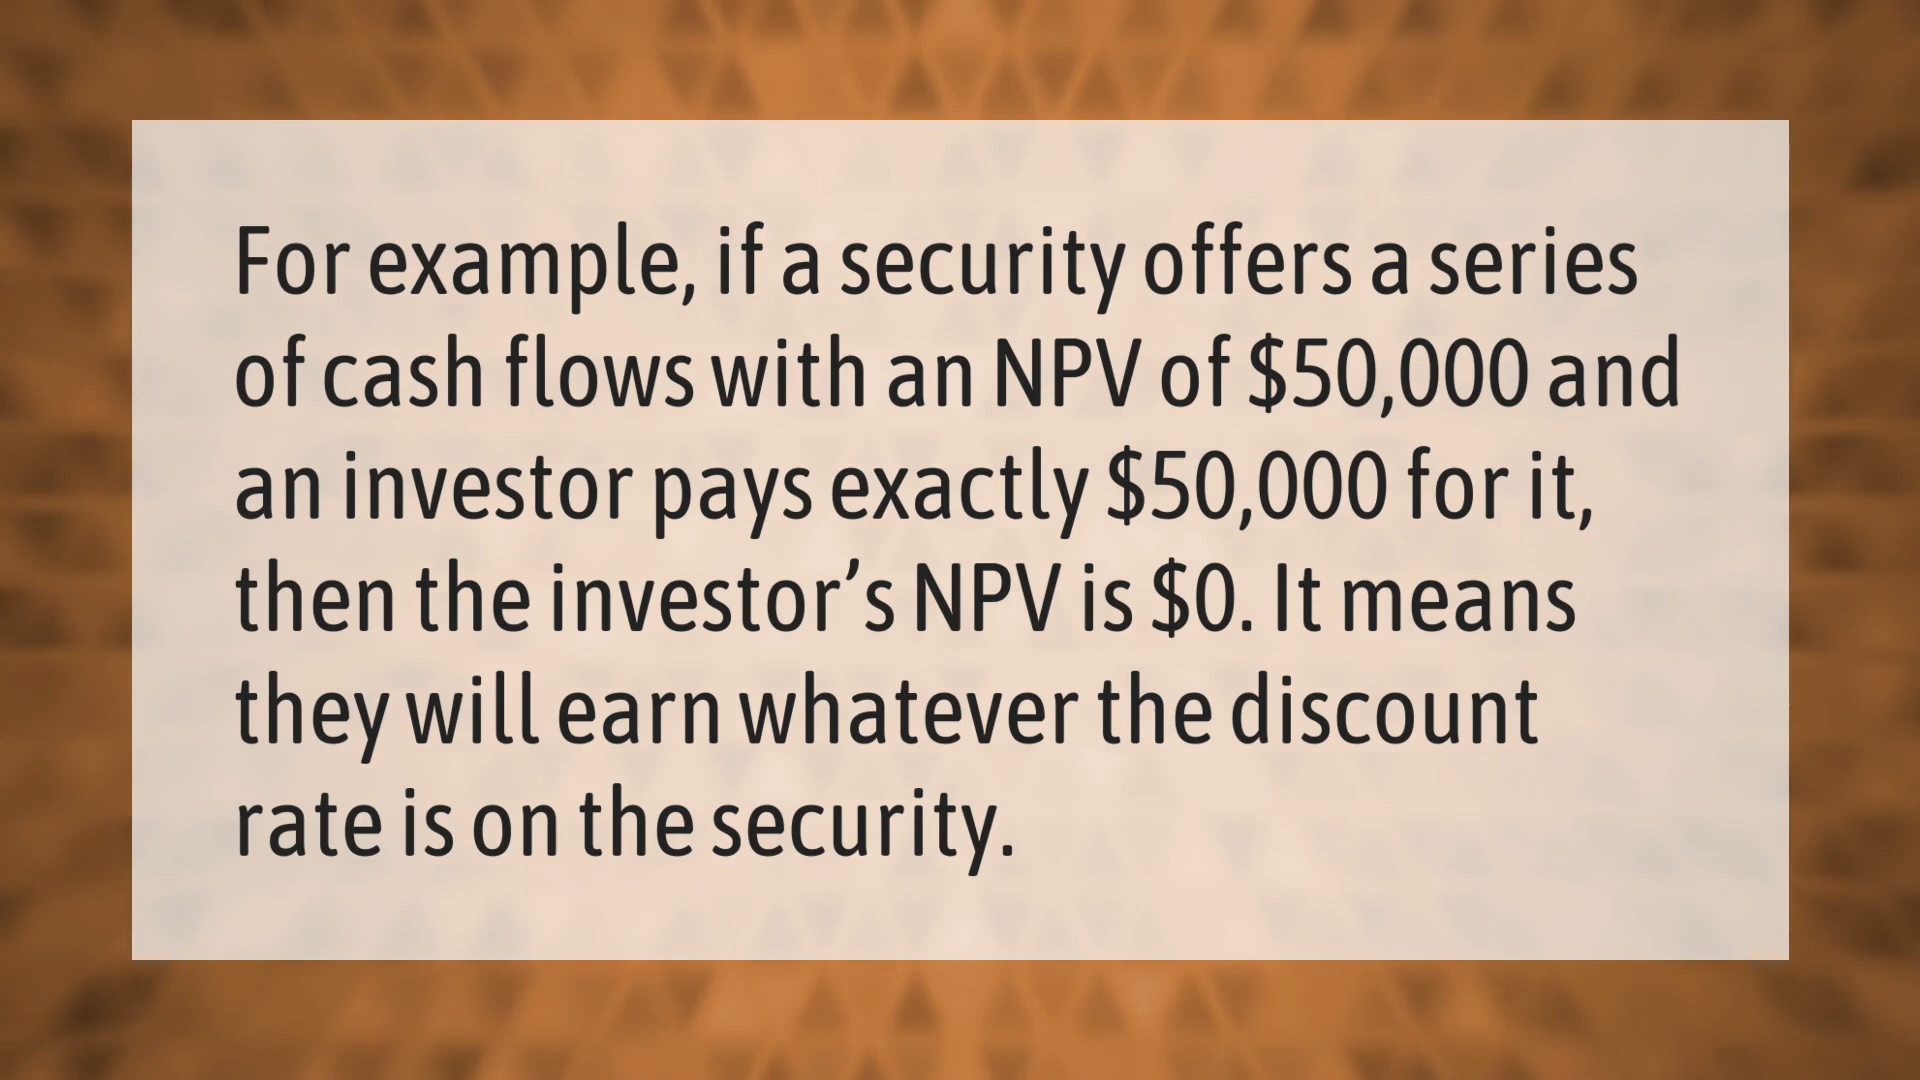 For example, if a security offers a series
of cash flows with an NPV of $50,000 and
an investor pays exactly $50,000 for it,
then the investor’s NPV is $0. It means
they will earn whatever the discount
rate is on the security.